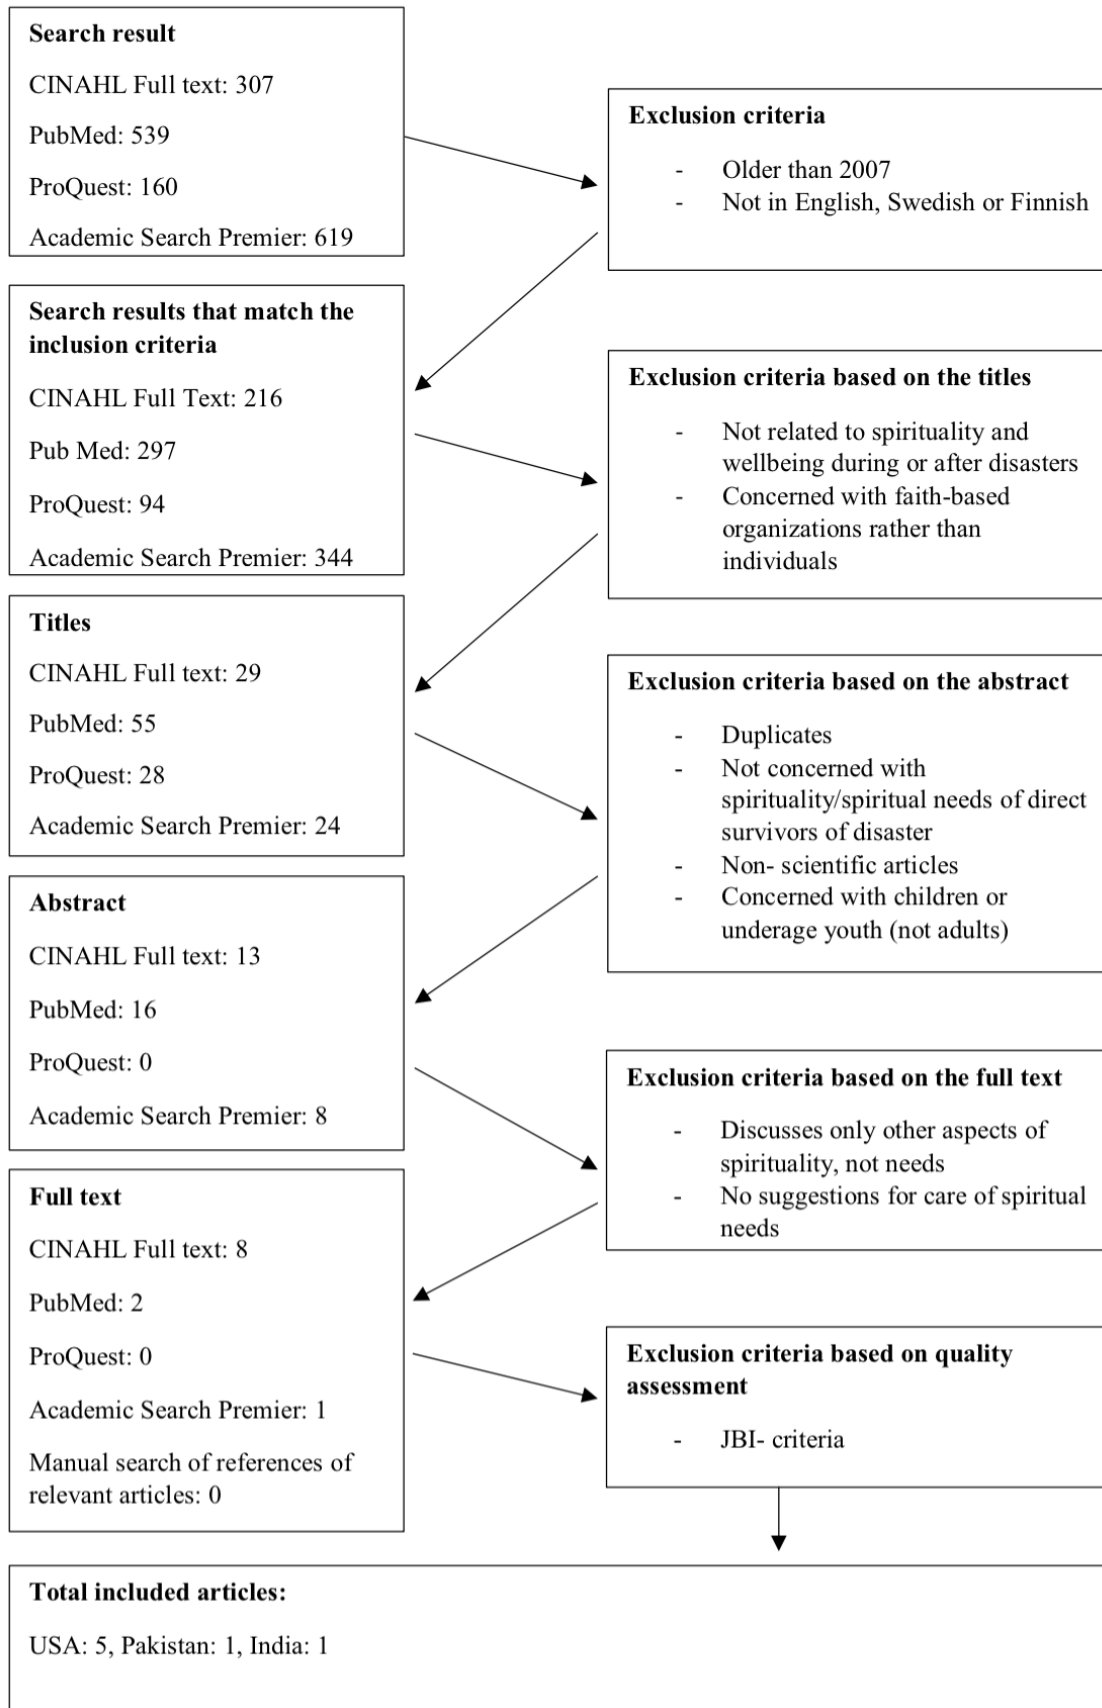 Search result
CINAHL Full text: 307
PubMed: 539
ProQuest: 160
Academic Search Premier: 619
Exclusion criteria
- Older than 2007
- Not in English, Swedish or Finnish
Search results that match the
inclusion criteria
CINAHL Full Text: 216
Pub Med: 297
ProQuest: 94
Academic Search Premier: 344
Exclusion criteria based on the titles
- Not related to spirituality and
wellbeing during or after disasters
- Concerned with faith-based
organizations rather than
individuals
Titles
CINAHL Full text: 29
PubMed: 55
ProQuest: 28
Academic Search Premier: 24
Exclusion criteria based on the abstract
- Duplicates
- Not concerned with
spirituality/spiritual needs of direct
survivors of disaster
- Non- scientific articles
- Concerned with children or
underage youth (not adults)
Abstract
CINAHL Full text: 13
PubMed: 16
ProQuest: 0
Academic Search Premier: 8
Exclusion criteria based on the full text
- Discusses only other aspects of
spirituality, not needs
- No suggestions for care of spiritual
needs
Full text
CINAHL Full text: 8
PubMed: 2
ProQuest: 0
Academic Search Premier: 1
Manual search of references of
relevant articles: 0
Exclusion criteria based on quality
assessment
- JBI- criteria
Total included articles:
USA: 5, Pakistan: 1, India: 1